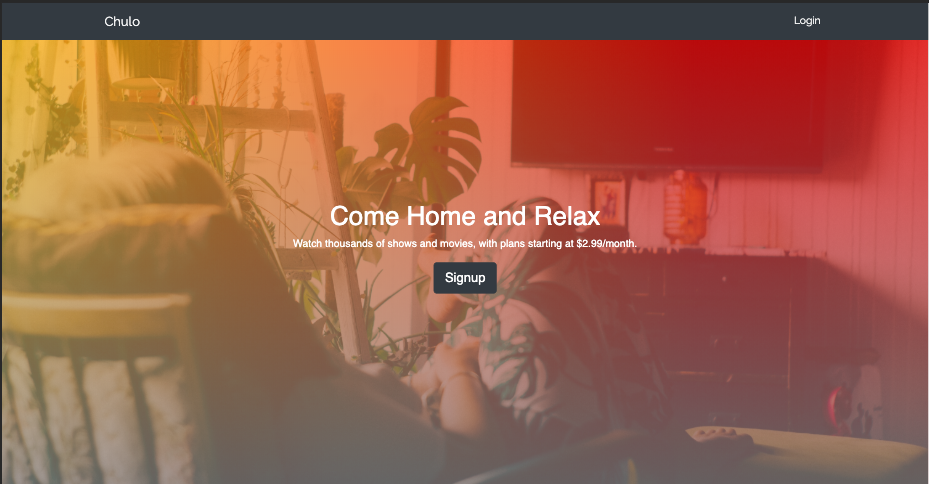 Chulo
Login
Come Home and Relax
Watch thousands of shows and movies, with plans starting at $2.99/month.
Signup